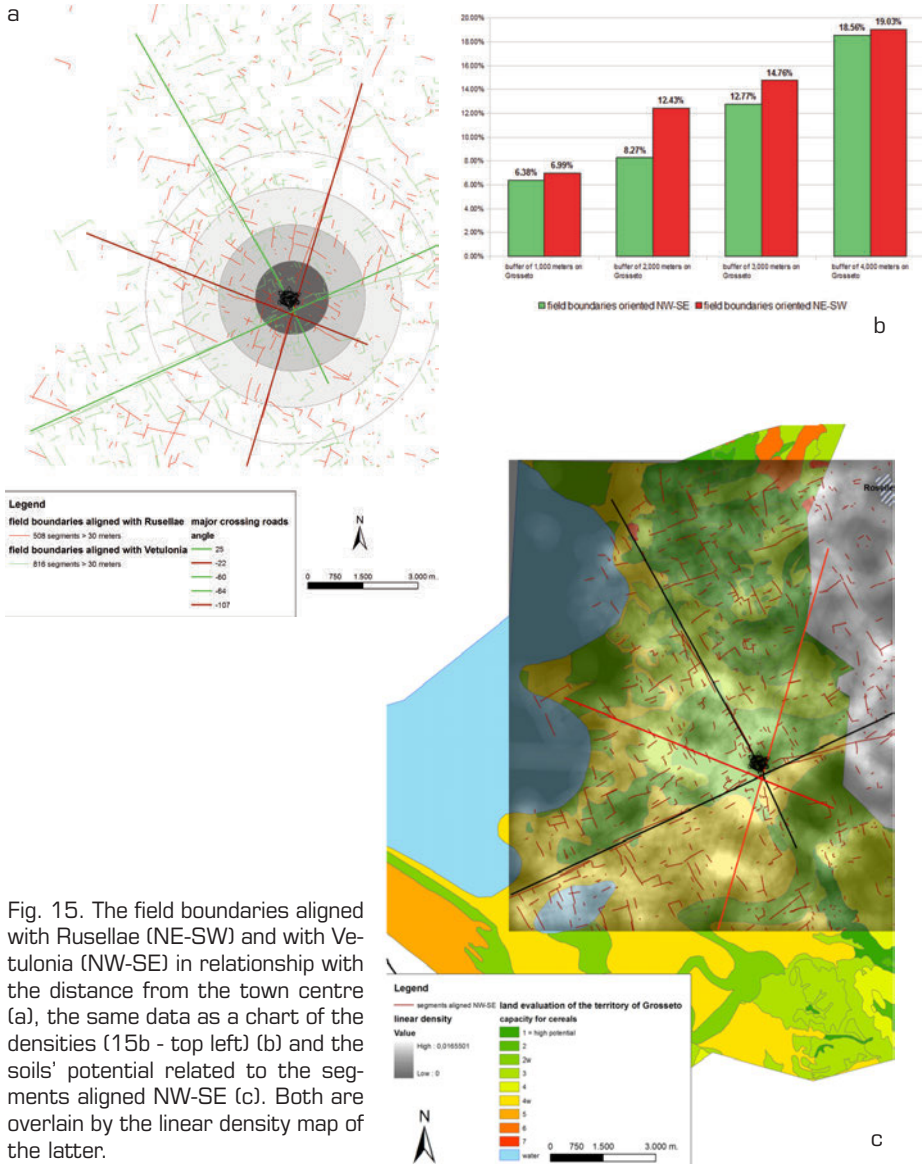 a
20.00%
18.00%
16.00%
14.00%
12.00%
10.00%
8.00%
6.00%
4.00%
2.00%
0.00%
6.38%
6.99%
8.27%
12.43%
12.77%
14.76%
18.56%
19.03%
buffer of 1,000 meters on
Grosseto
buffer of 2,000 meters on
Grosseto
buffer of 3,000 meters on
Grosseto
buffer of 4,000 meters on
Grosseto
field boundaries oriented NW-SE
field boundaries oriented NE-SW
b
Legend
field boundaries aligned with Rusellae
508 segments > 30 meters
field boundaries aligned with Vetulonia
816 segments > 30 meters
major crossing roads
angle
25
-22
-60
-64
-107
N
0 750 1.500 3.000 m.
Legend
segments aligned NW-SE
linear density
Value
High : 0,0165501
Low : 0
land evaluation of the territory of Grosseto
capacity for cereals
1 = high potential
2
2w
3
4
4w
5
6
7
water
N
0 750 1.500 3.000 m.
c
Fig. 15. The field boundaries aligned
with Rusellae (NE-SW) and with Ve-
tulonia (NW-SE) in relationship with
the distance from the town centre
(a), the same data as a chart of the
densities (15b - top left) (b) and the
soils' potential related to the seg-
ments aligned NW-SE (c). Both are
overlain by the linear density map of
the latter.